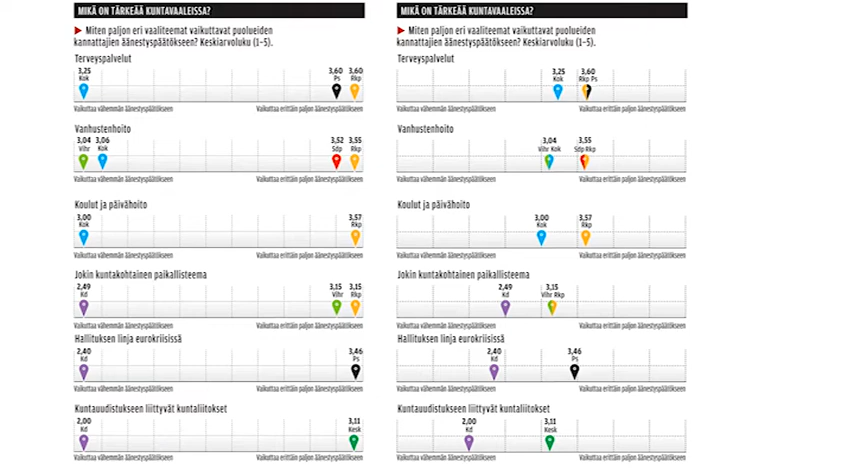 MIKÄ ON TÄRKEÄÄ KUNTAVAALEISSA?
Miten paljon eri vaaliteemat vaikuttavat puolueiden
kannattajien äänestyspäätökseen? Keskiarvoluku (1–5).
Terveyspalvelut
3,25 3,60 3,60
Kok Ps Rkp
Vaikuttaa vähemmän äänestyspäätökseen Vaikuttaa erittäin paljon äänestyspäätökseen
Vanhustenhoito
3,04 3,06 3,52 3,55
Vihr Kok Sdp Rkp
Vaikuttaa vähemmän äänestyspäätökseen Vaikuttaa erittäin paljon äänestyspäätökseen
Koulut ja päivähoito
3,00 3,57
Kok Rkp
Vaikuttaa vähemmän äänestyspäätökseen Vaikuttaa erittäin paljon äänestyspäätökseen
Jokin kuntakohtainen paikallisteema
2,49 3,15 3,15
Kd Vihr Rkp
Vaikuttaa vähemmän äänestyspäätökseen Vaikuttaa erittäin paljon äänestyspäätökseen
Hallituksen linja eurokriisissä
2,40 3,46
Kd Ps
Vaikuttaa vähemmän äänestyspäätökseen Vaikuttaa erittäin paljon äänestyspäätökseen
Kuntauudistukseen liittyvät kuntaliitokset
2,00 3,11
Kd Kesk
Vaikuttaa vähemmän äänestyspäätökseen Vaikuttaa erittäin paljon äänestyspäätökseen
MIKÄ ON TÄRKEÄÄ KUNTAVAALEISSA?
Miten paljon eri vaaliteemat vaikuttavat puolueiden
kannattajien äänestyspäätökseen? Keskiarvoluku (1–5).
Terveyspalvelut
3,25 3,60
Kok Rkp Ps
Vaikuttaa vähemmän äänestyspäätökseen Vaikuttaa erittäin paljon äänestyspäätökseen
Vanhustenhoito
3,04 3,55
Vihr Kok Sdp Rkp
Vaikuttaa vähemmän äänestyspäätökseen Vaikuttaa erittäin paljon äänestyspäätökseen
Koulut ja päivähoito
3,00 3,57
Kok Rkp
Vaikuttaa vähemmän äänestyspäätökseen Vaikuttaa erittäin paljon äänestyspäätökseen
Jokin kuntakohtainen paikallisteema
2,49 3,15
Kd Vihr Rkp
Vaikuttaa vähemmän äänestyspäätökseen Vaikuttaa erittäin paljon äänestyspäätökseen
Hallituksen linja eurokriisissä
2,40 3,46
Kd Ps
Vaikuttaa vähemmän äänestyspäätökseen Vaikuttaa erittäin paljon äänestyspäätökseen
Kuntauudistukseen liittyvät kuntaliitokset
2,00 3,11
Kd Kesk
Vaikuttaa vähemmän äänestyspäätökseen Vaikuttaa erittäin paljon äänestyspäätökseen